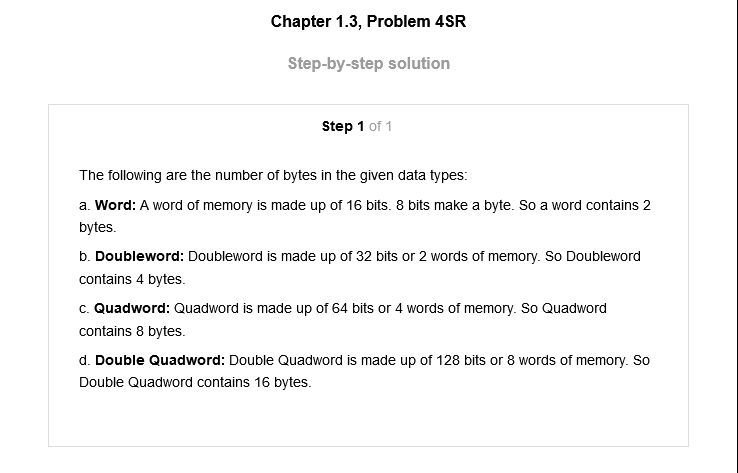 Chapter 1.3, Problem 4SR
Step-by-step solution
Step 1 of 1
The following are the number of bytes in the given data types:
a. Word: A word of memory is made up of 16 bits. 8 bits make a byte. So a word contains 2
bytes.
b. Doubleword: Doubleword is made up of 32 bits or 2 words of memory. So Doubleword
contains 4 bytes.
c. Quadword: Quadword is made up of 64 bits or 4 words of memory. So Quadword
contains 8 bytes.
d. Double Quadword: Double Quadword is made up of 128 bits or 8 words of memory. So
Double Quadword contains 16 bytes.